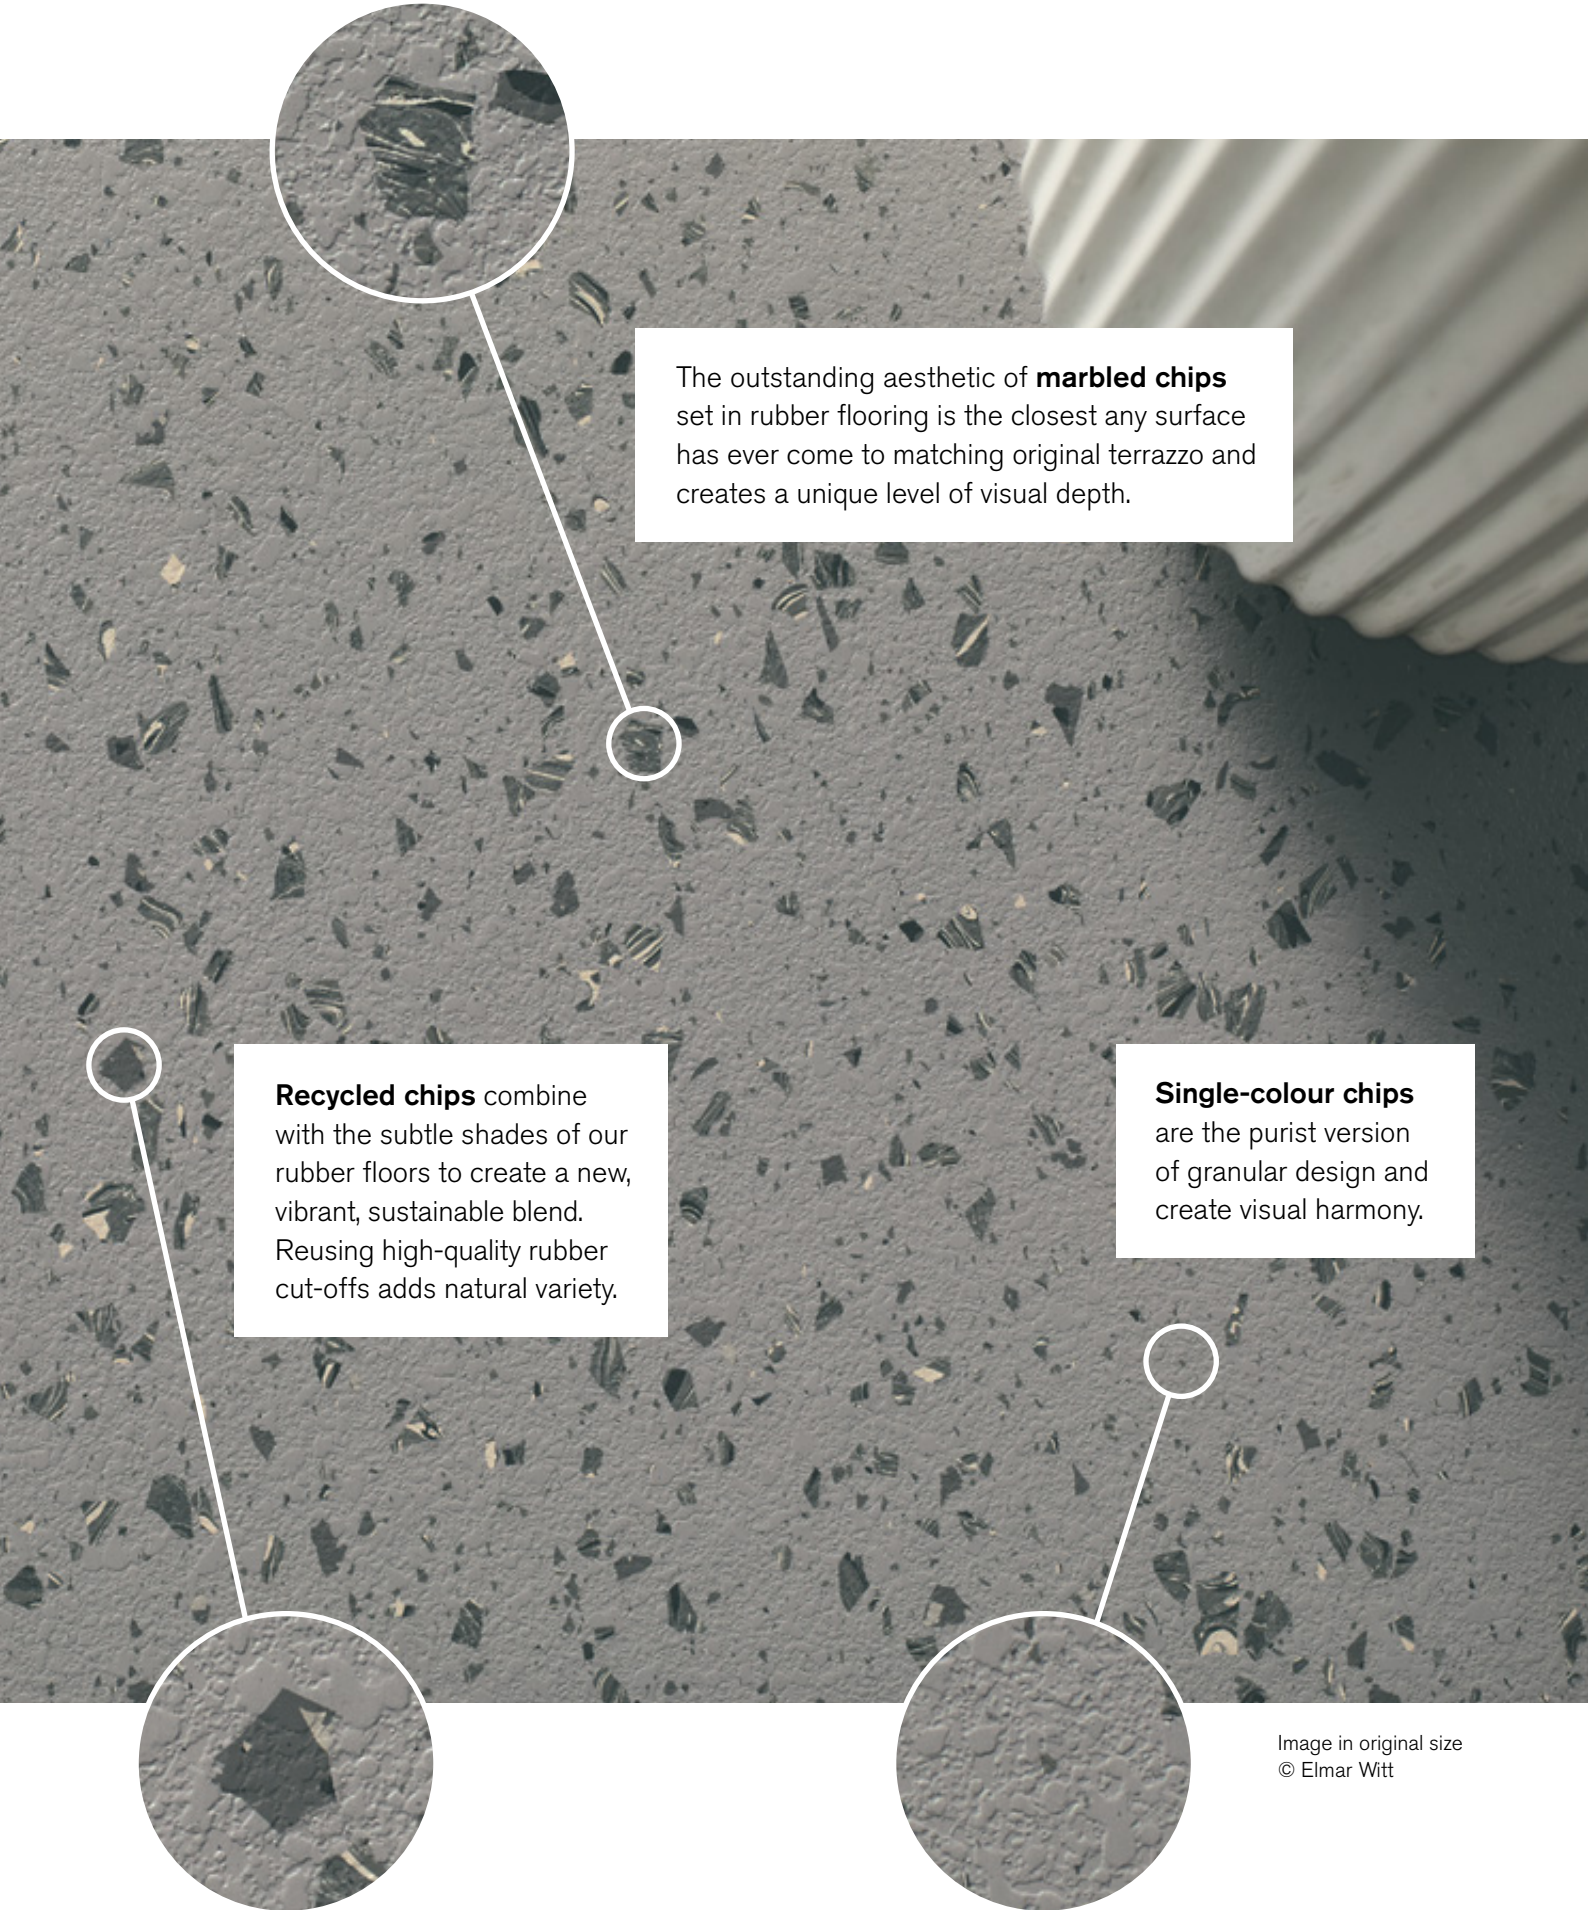 The outstanding aesthetic of marbled chips
set in rubber flooring is the closest any surface
has ever come to matching original terrazzo and
creates a unique level of visual depth.
Recycled chips combine
with the subtle shades of our
rubber floors to create a new,
vibrant, sustainable blend.
Reusing high-quality rubber
cut-offs adds natural variety.
Single-colour chips
are the purist version
of granular design and
create visual harmony.
Image in original size
© Elmar Witt